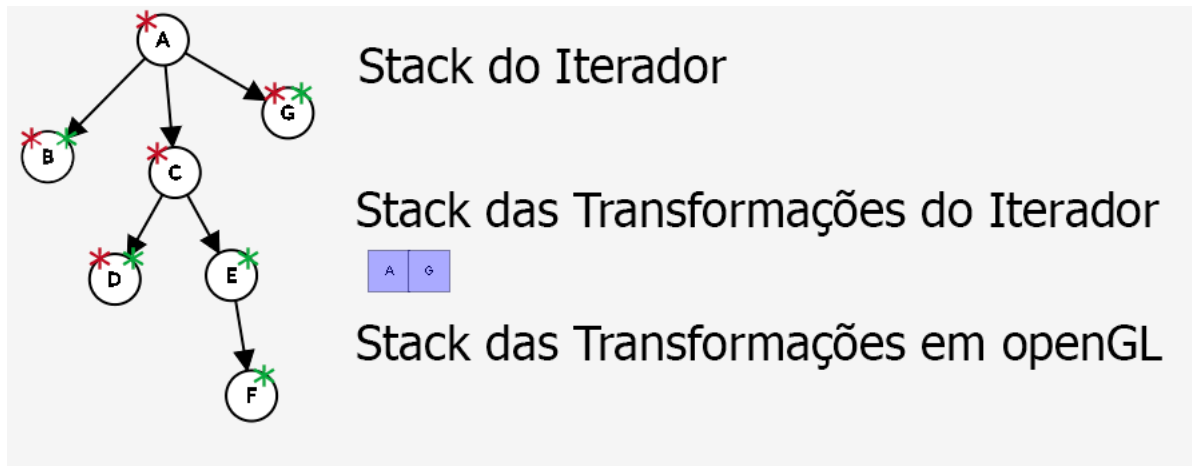 A
Stack do Iterador
G
B
C
Stack das Transformações do Iterador
A G
D
E
Stack das Transformações em openGL
F